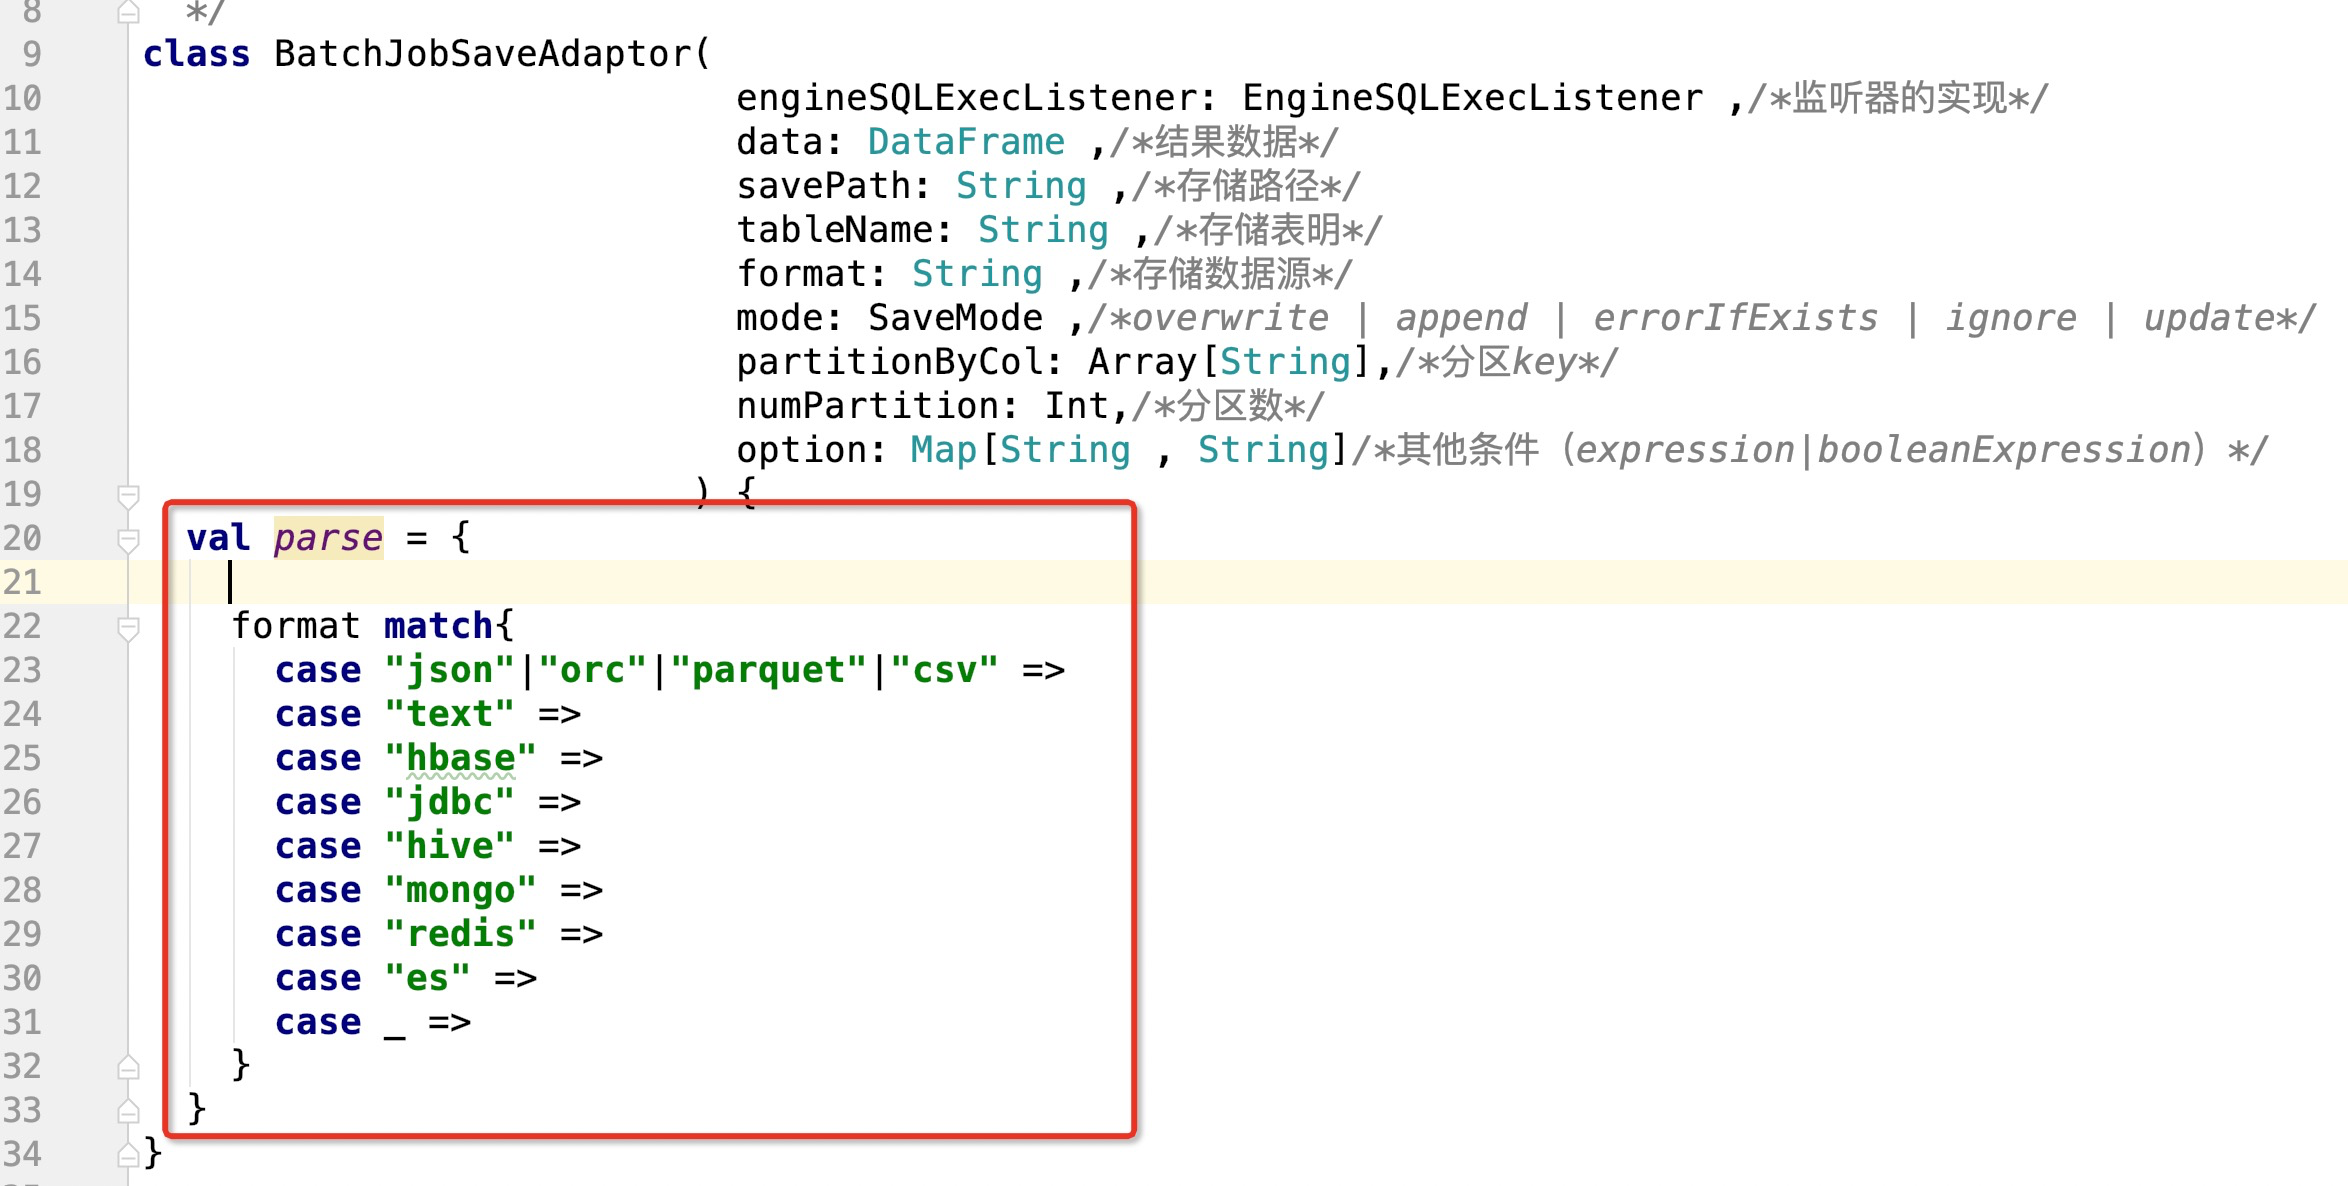 8 */
9 class BatchJobSaveAdaptor(
10 engineSQLExecListener: EngineSQLExecListener ,/*监听器的实现*/
11 data: DataFrame ,/*结果数据*/
12 savePath: String ,/*存储路径*/
13 tableName: String ,/*存储表明*/
14 format: String ,/*存储数据源*/
15 mode: SaveMode ,/*overwrite | append | errorIfExists | ignore | update*/
16 partitionByCol: Array[String],/*分区key*/
17 numPartition: Int,/*分区数*/
18 option: Map[String , String]/*其他条件（expression|booleanExpression）*/
19 ) {
20 val parse = {
21
22 format match{
23 case "json"|"orc"|"parquet"|"csv" =>
24 case "text" =>
25 case "hbase" =>
26 case "jdbc" =>
27 case "hive" =>
28 case "mongo" =>
29 case "redis" =>
30 case "es" =>
31 case _ =>
32 }
33 }
34 }